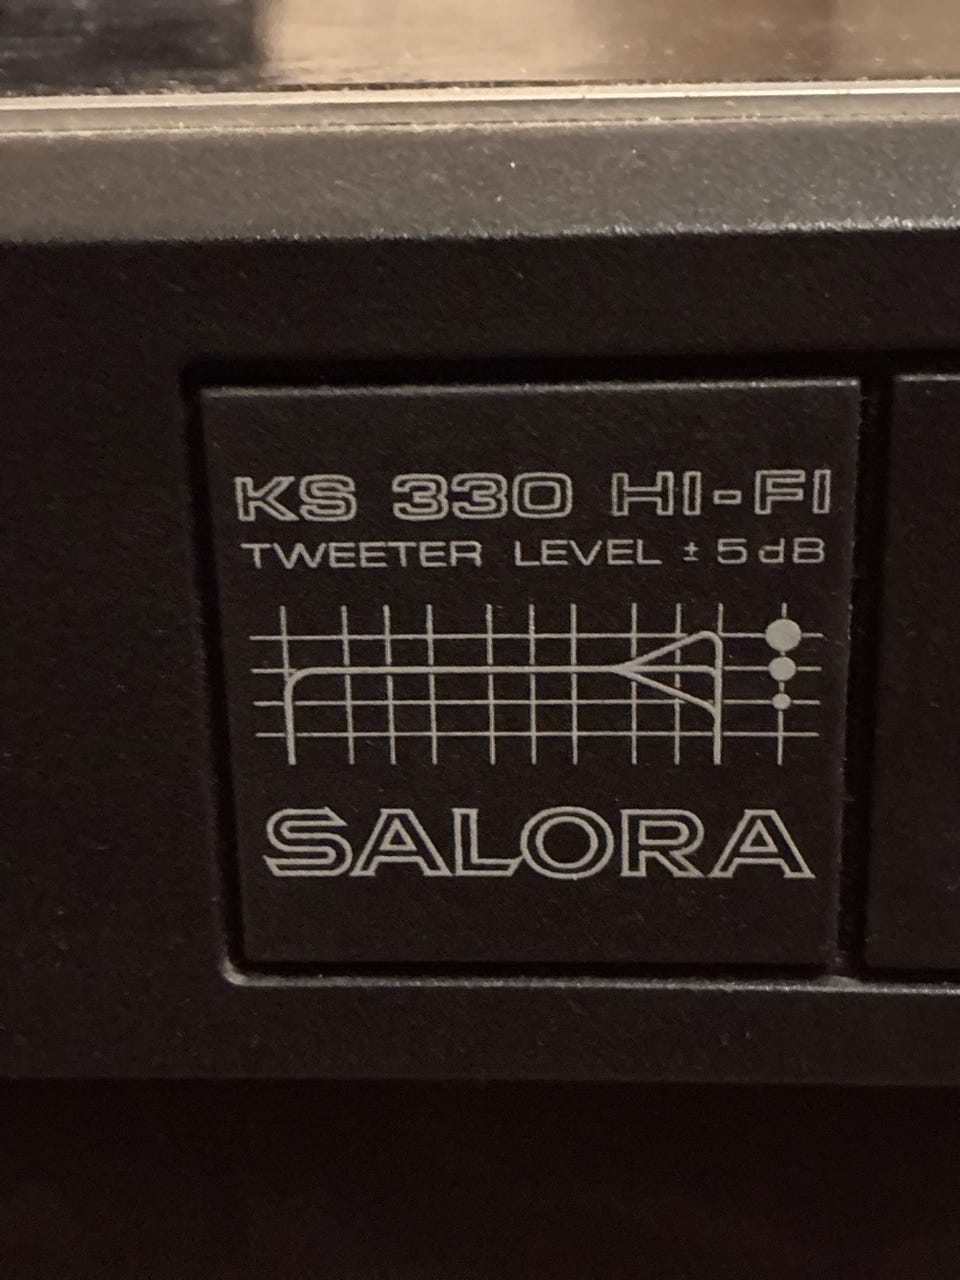 KS 330 HI-FI
TWEETER LEVEL ± 5 dB
SALORA